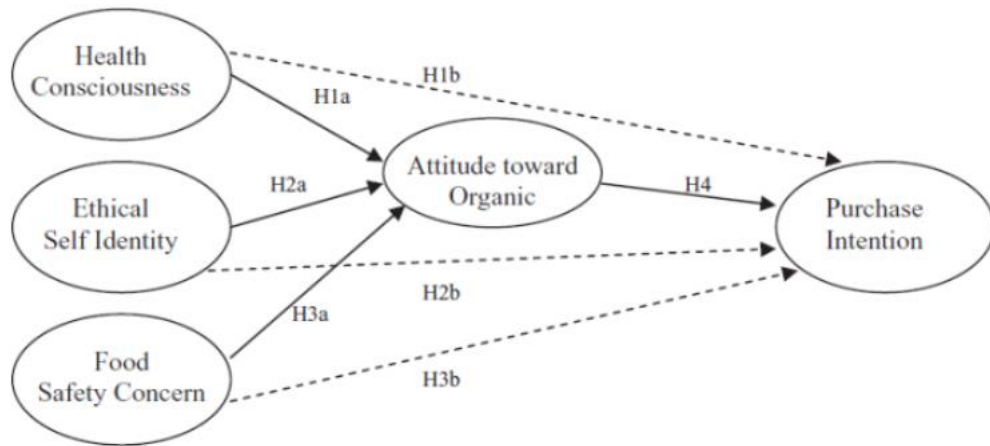 Health
Consciousness
H1b
H1a
Attitude toward
Organic
H2a
H4
Ethical
Self Identity
Purchase
Intention
H2b
H3a
Food
Safety Concern
H3b